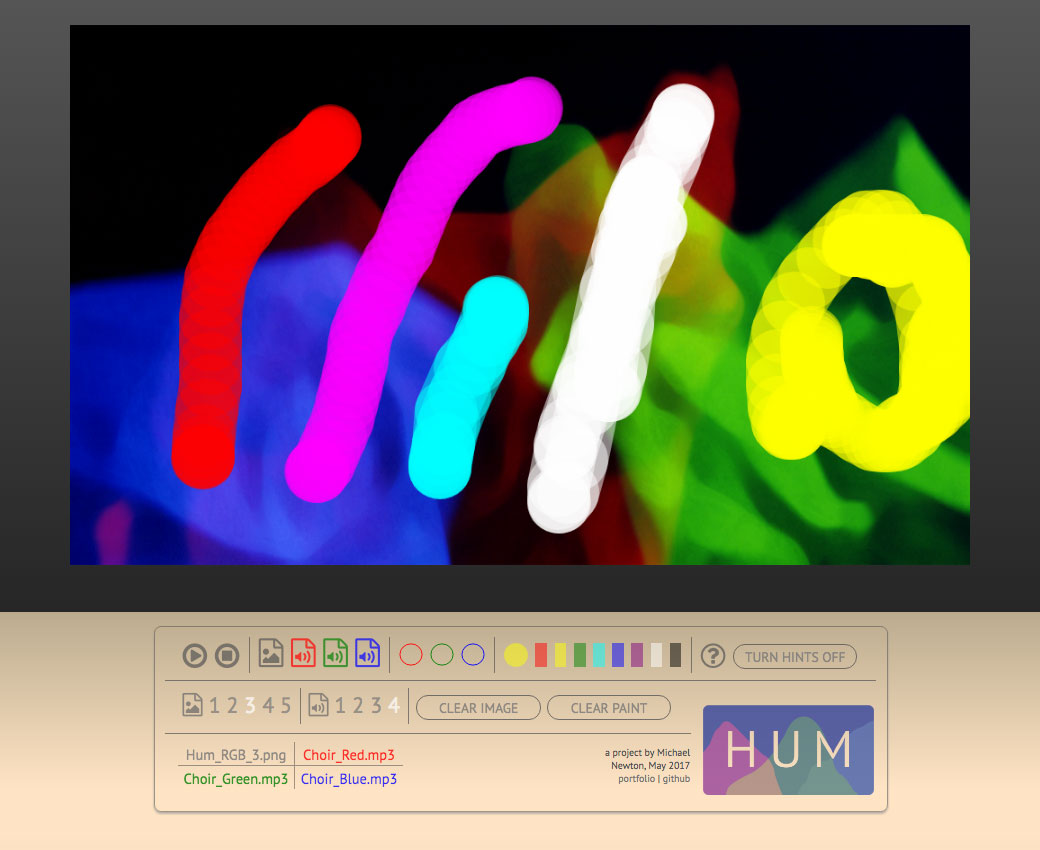 TURN HINTS OFF
1 2 3 4 5
1 2 3 4
CLEAR IMAGE
CLEAR PAINT
Hum_RGB_3.png
Choir_Red.mp3
Choir_Green.mp3
Choir_Blue.mp3
a project by Michael
Newton, May 2017
portfolio | github
HUM